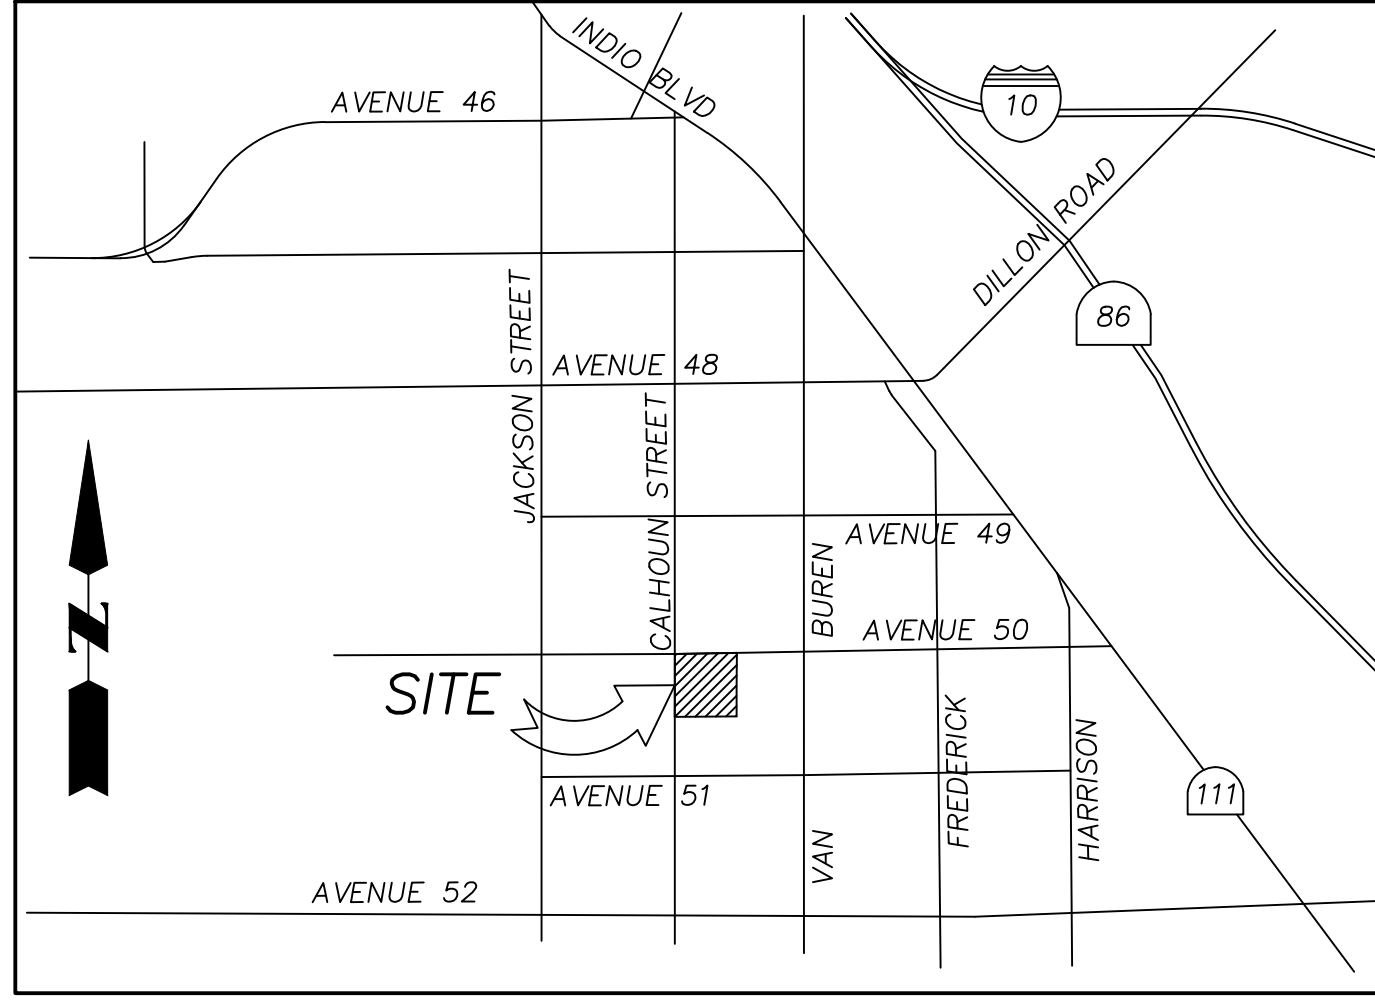 INDIO BLVD
AVENUE 46
10
DILLON ROAD
86
JACKSON STREET
AVENUE 48
CALHOUN STREET
AVENUE 49
VAN BUREN
AVENUE 50
N
SITE
FREDERICK
HARRISON
111
AVENUE 51
AVENUE 52